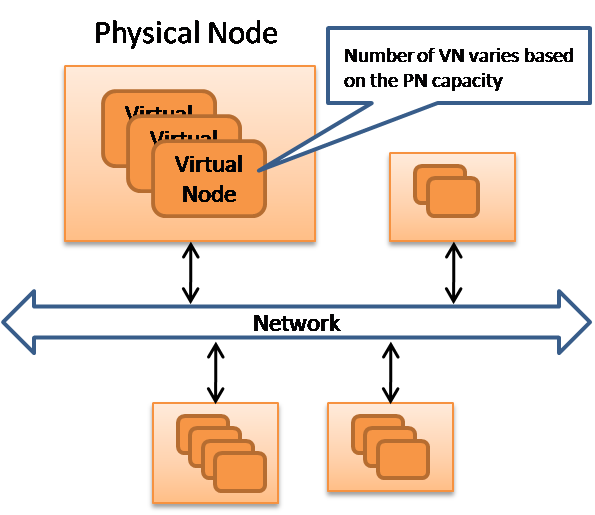 Physical Node
Number of VN varies based
on the PN capacity
Virtual
Virtual
Virtual
Node
Network